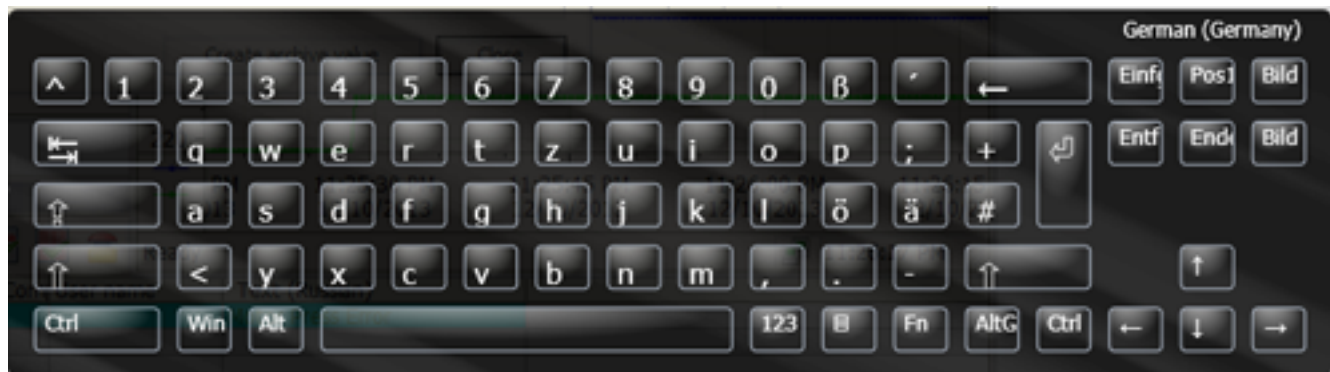 German (Germany)
^ 1 2 3 4 5 6 7 8 9 0 ß ´ ← Einf Pos1 Bild
q w e r t z u i o p ; + Entf Ende Bild
a s d f g h j k l ö ä #
< y x c v b n m , . - ↑
Ctrl Win Alt 123 Fn AltG Ctrl ← ↓ →